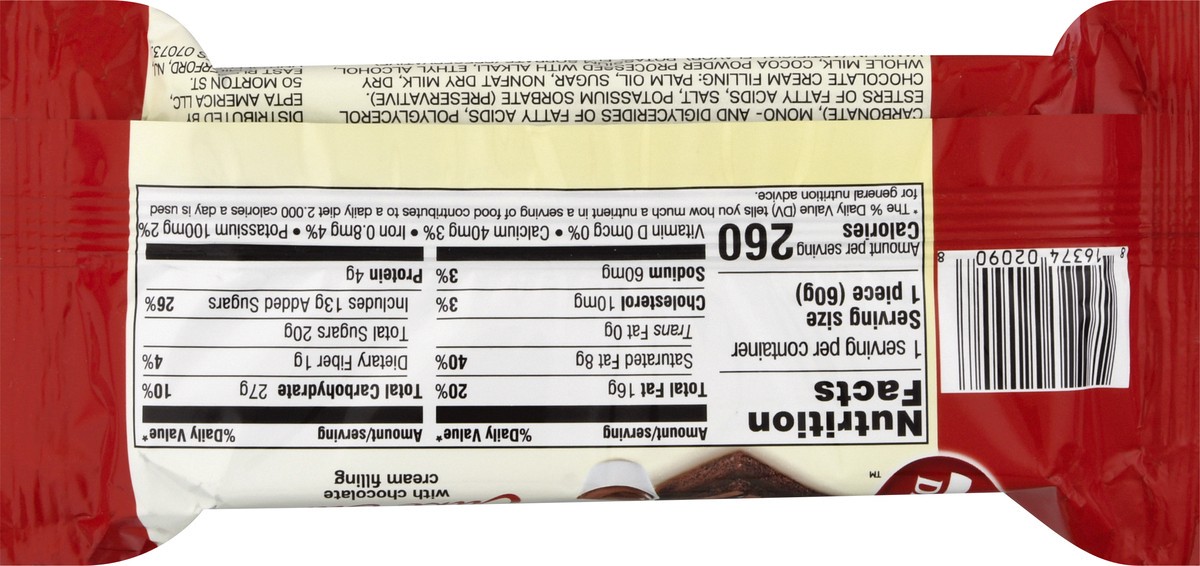 D
™
with chocolate
cream filling
Nutrition
Facts
1 serving per container
Serving size
1 piece (60g)
Amount per serving
Calories 260
Amount/serving %Daily Value*
Total Fat 16g 20%
Saturated Fat 8g 40%
Trans Fat 0g
Cholesterol 10mg 3%
Sodium 60mg 3%
Amount/serving %Daily Value*
Total Carbohydrate 27g 10%
Dietary Fiber 1g 4%
Total Sugars 20g
Includes 13g Added Sugars 26%
Protein 4g
Vitamin D 0mcg 0% • Calcium 40mg 3% • Iron 0.8mg 4% • Potassium 100mg 2%
* The % Daily Value (DV) tells you how much a nutrient in a serving of food contributes to a daily diet 2.000 calories a day is used
for general nutrition advice.
CARBONATE), MONO- AND DIGLYCERIDES OF FATTY ACIDS, POLYGLYCEROL
ESTERS OF FATTY ACIDS, SALT, POTASSIUM SORBATE (PRESERVATIVE).
CHOCOLATE CREAM FILLING: PALM OIL, SUGAR, NONFAT DRY MILK, DRY
WHOLE MILK, COCOA POWDER PROCESSED WITH ALKALI, ETHYL ALCOHOL,
DISTRIBUTED BY
EPTA AMERICA, LLC
50 MORTON ST.
EAST
07073
8 16374 02090 8